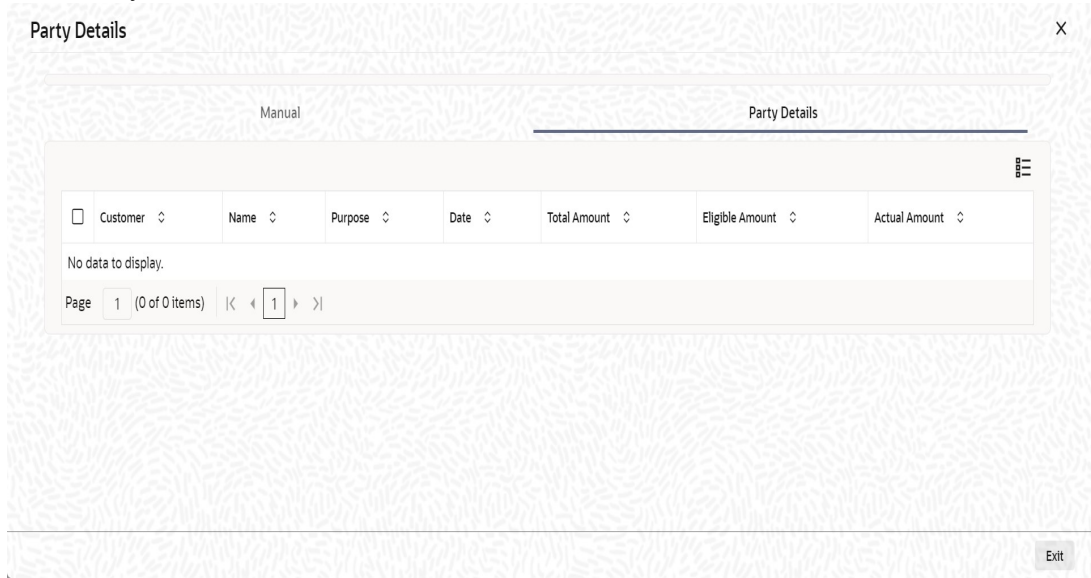 Party Details X
Manual Party Details
Customer Name Purpose Date Total Amount Eligible Amount Actual Amount
No data to display.
Page 1 (0 of 0 items) 1
Exit